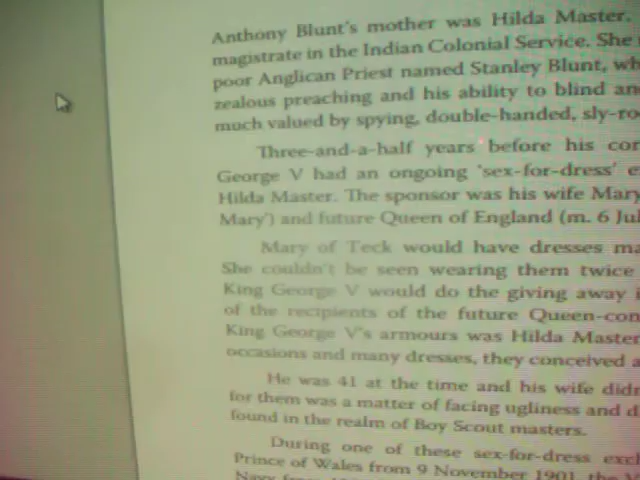 Anthony Blunt's mother was Hilda Master.
magistrate in the Indian Colonial Service. She
poor Anglican Priest named Stanley Blunt, wh
zealous preaching and his ability to blind an
much valued by spying, double-handed, sly-ro
Three-and-a-half years before his cor
George V had an ongoing 'sex-for-dress' e
Hilda Master. The sponsor was his wife Mary
Mary') and future Queen of England (m. 6 Jul
Mary of Teck would have dresses ma
She couldn't be seen wearing them twice
King George V would do the giving away i
of the recipients of the future Queen-con
King George V's armours was Hilda Master
occasions and many dresses, they conceived a
He was 41 at the time and his wife didn
for them was a matter of facing ugliness and d
found in the realm of Boy Scout masters.
During one of these sex-for-dress exch
Prince of Wales from 9 November 1901, the
Navy from